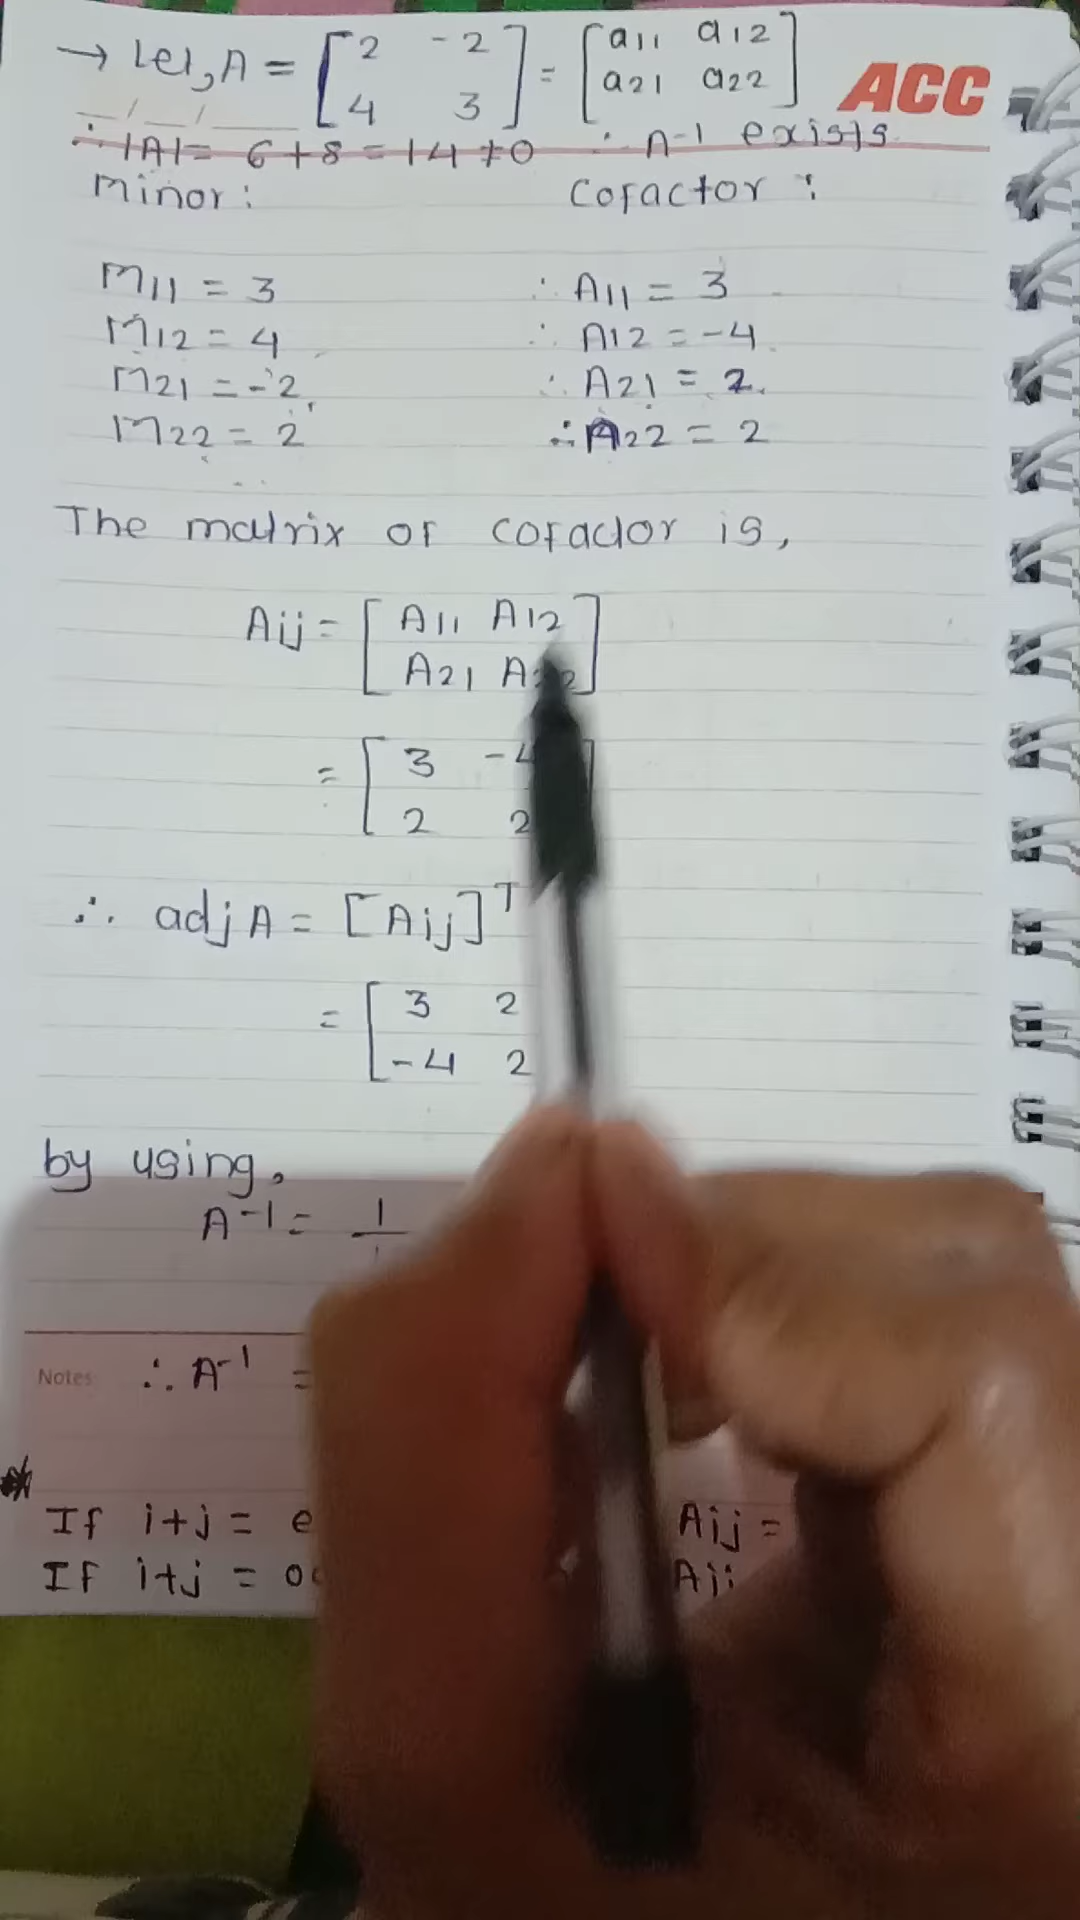 → Let, A = [2 -2
4 3] = [a11 a12
a21 a22]
ACC
∴ |A| = 6+8 = 14 ≠ 0 ∴ A-1 exists
Minor: Cofactor:
M11 = 3 ∴ A11 = 3
M12 = 4 ∴ A12 = -4
M21 = -2 ∴ A21 = 2
M22 = 2 ∴ A22 = 2
The matrix of cofactor is,
Aij = [A11 A12
A21 A22]
= [3 -4
2 2]
∴ adj A = [Aij]T
= [3 2
-4 2
by using,
A-1 = 1
Notes ∴ A-1 =
If i+j = Aij =
If i+j =